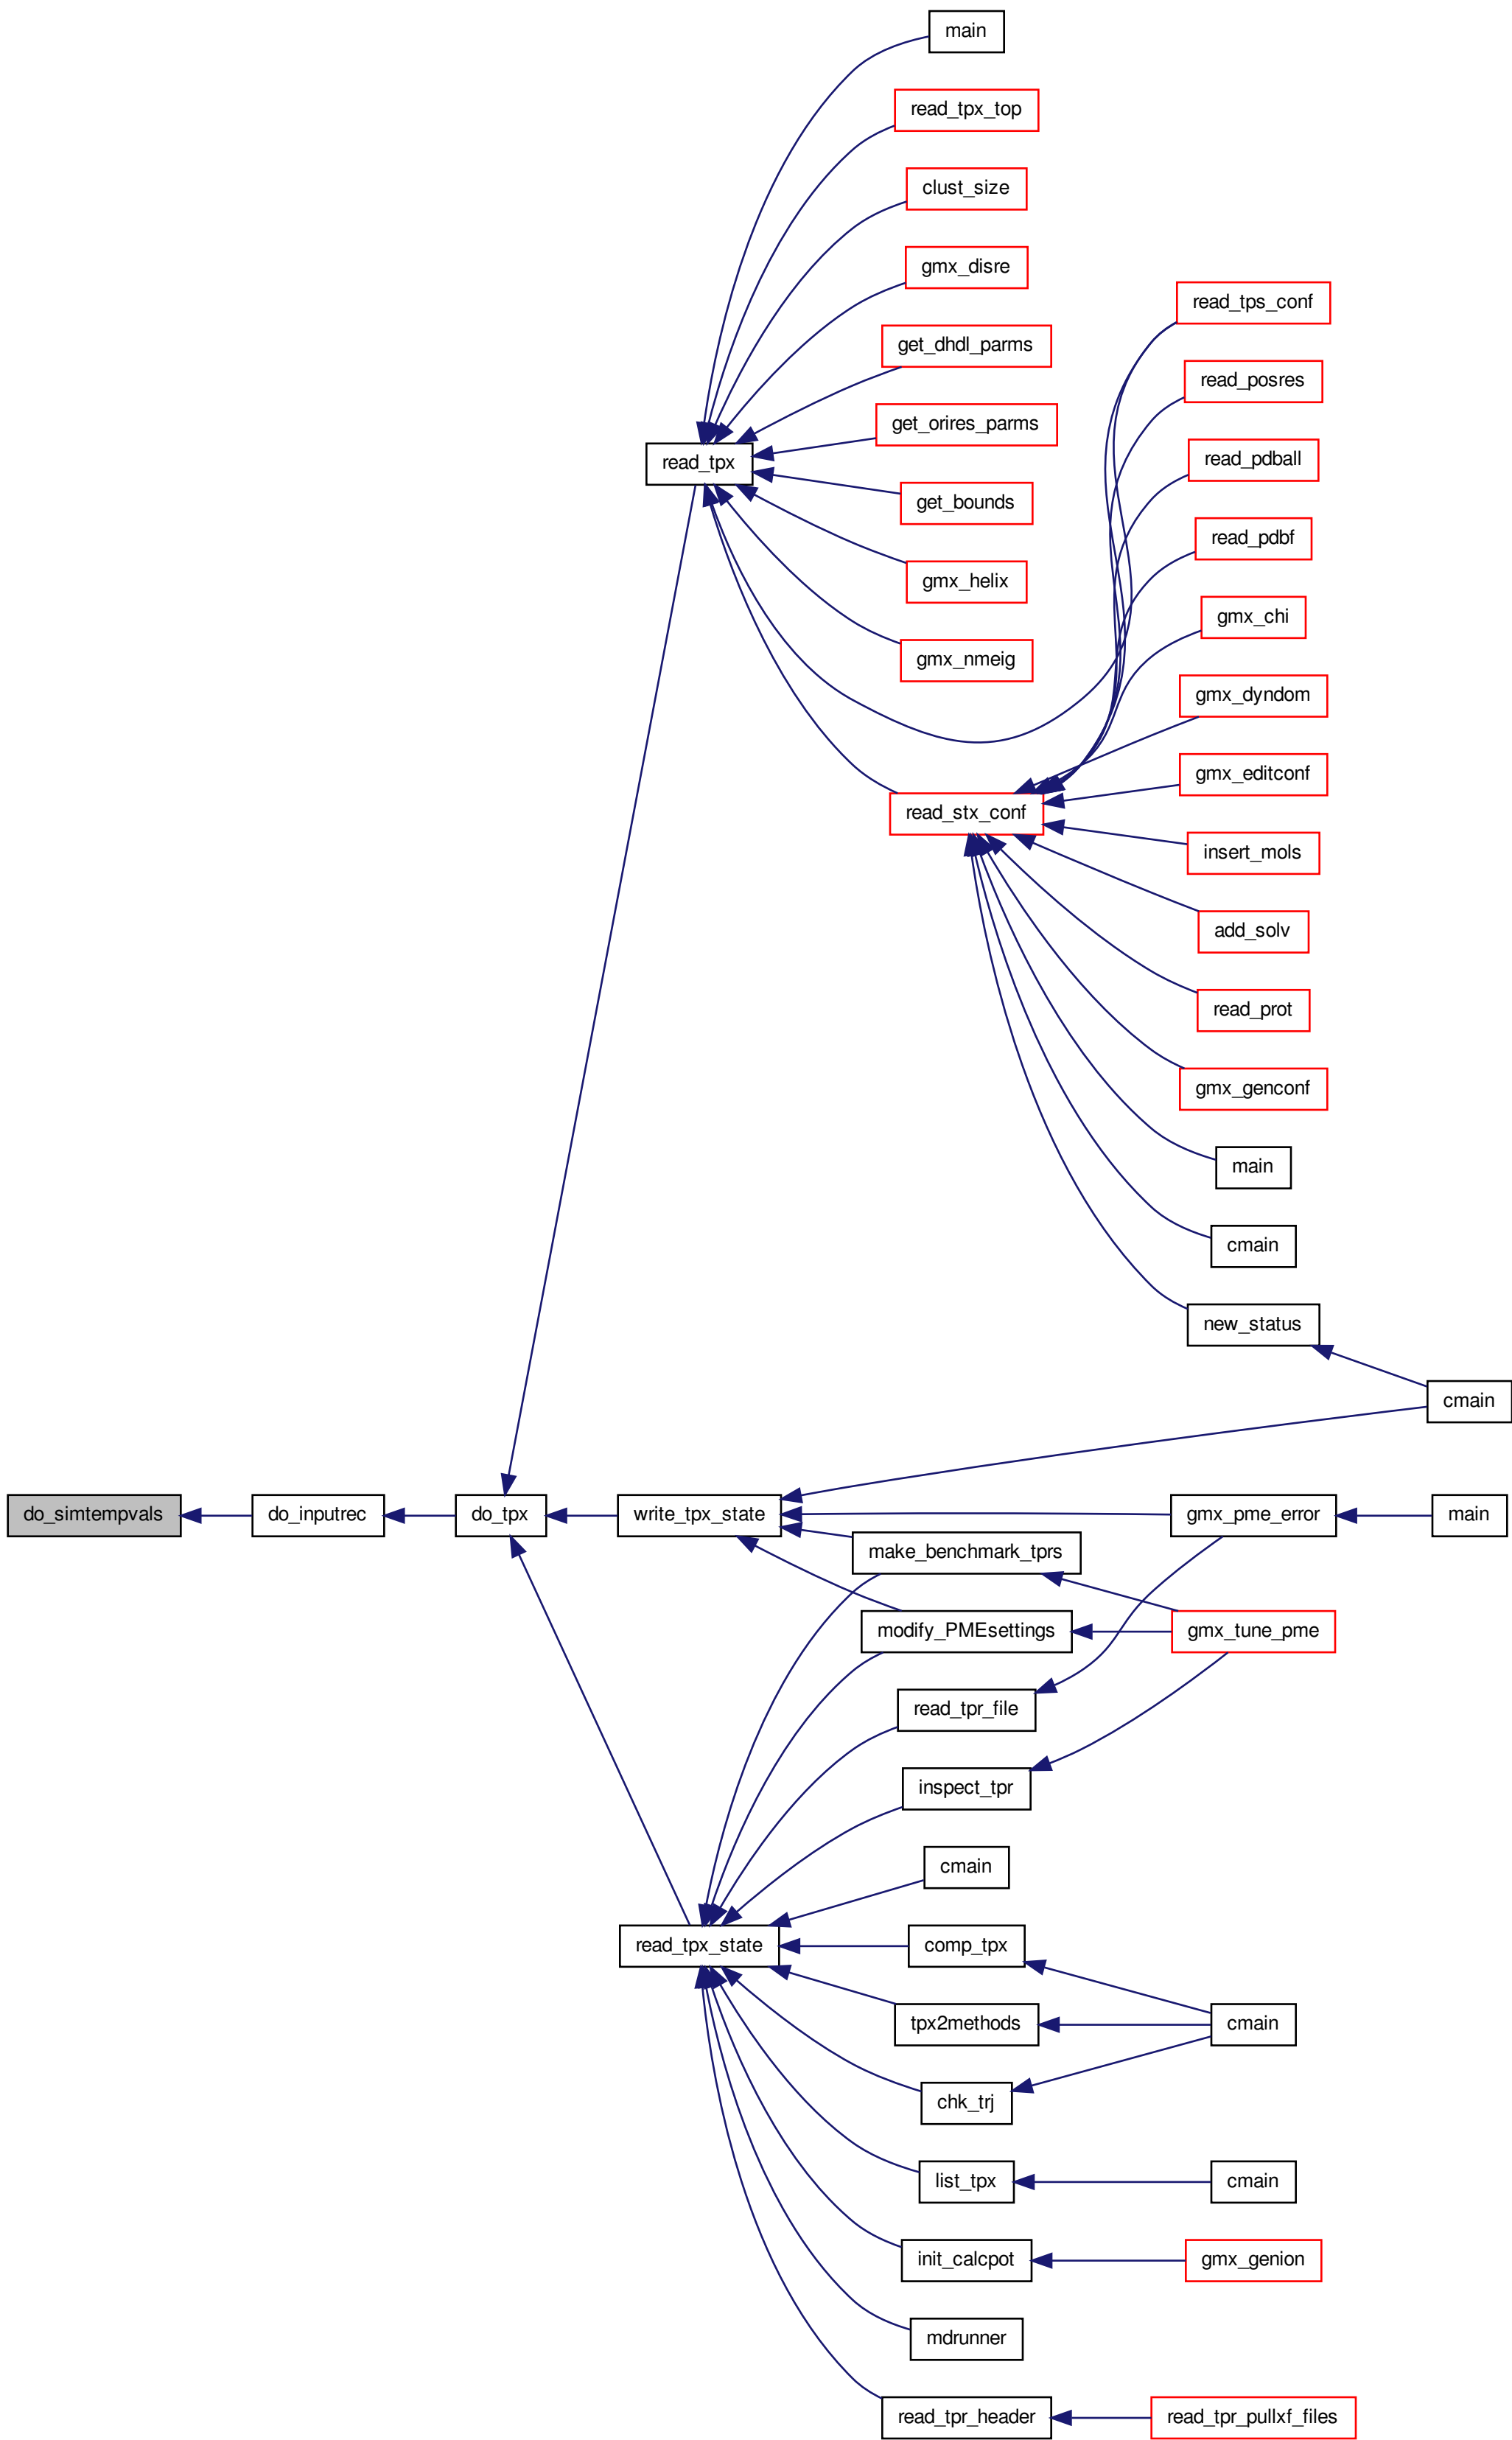 main
read_tpx_top
clust_size
gmx_disre
read_tps_conf
get_dhdl_parms
read_posres
get_orires_parms
read_tpx
read_pdball
get_bounds
read_pdbf
gmx_helix
gmx_chi
gmx_nmeig
gmx_dyndom
gmx_editconf
read_stx_conf
insert_mols
add_solv
read_prot
gmx_genconf
main
cmain
new_status
cmain
do_simtempvals
do_inputrec
do_tpx
write_tpx_state
gmx_pme_error
main
make_benchmark_tprs
modify_PMEsettings
gmx_tune_pme
read_tpr_file
inspect_tpr
cmain
read_tpx_state
comp_tpx
tpx2methods
cmain
chk_trj
list_tpx
cmain
init_calcpot
gmx_genion
mdrunner
read_tpr_header
read_tpr_pullxf_files